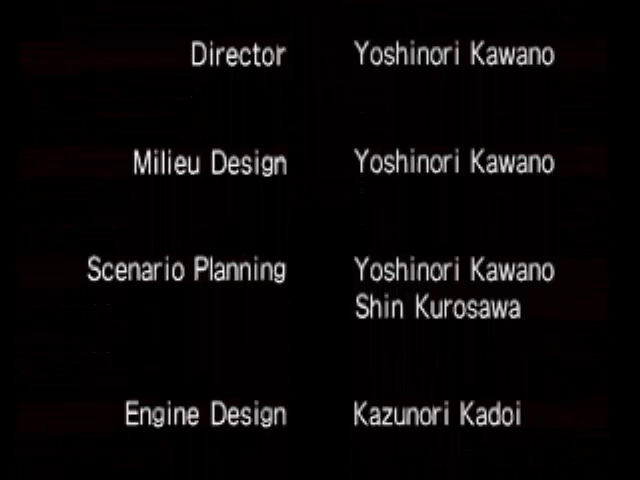 Director Yoshinori Kawano
Milieu Design Yoshinori Kawano
Scenario Planning Yoshinori Kawano
Shin Kurosawa
Engine Design Kazunori Kadoi